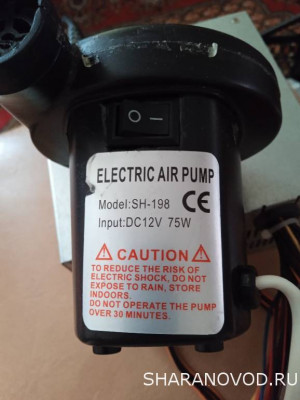 O –
ELECTRIC AIR PUMP
Model:SH-198 CE
Input:DC12V 75W
⚠ CAUTION ⚠
TO REDUCE THE RISK OF
ELECTRIC SHOCK, DO NOT
EXPOSE TO RAIN, STORE
INDOORS.
DO NOT OPERATE THE PUMP
OVER 30 MINUTES.
SHARANOVOD.RU